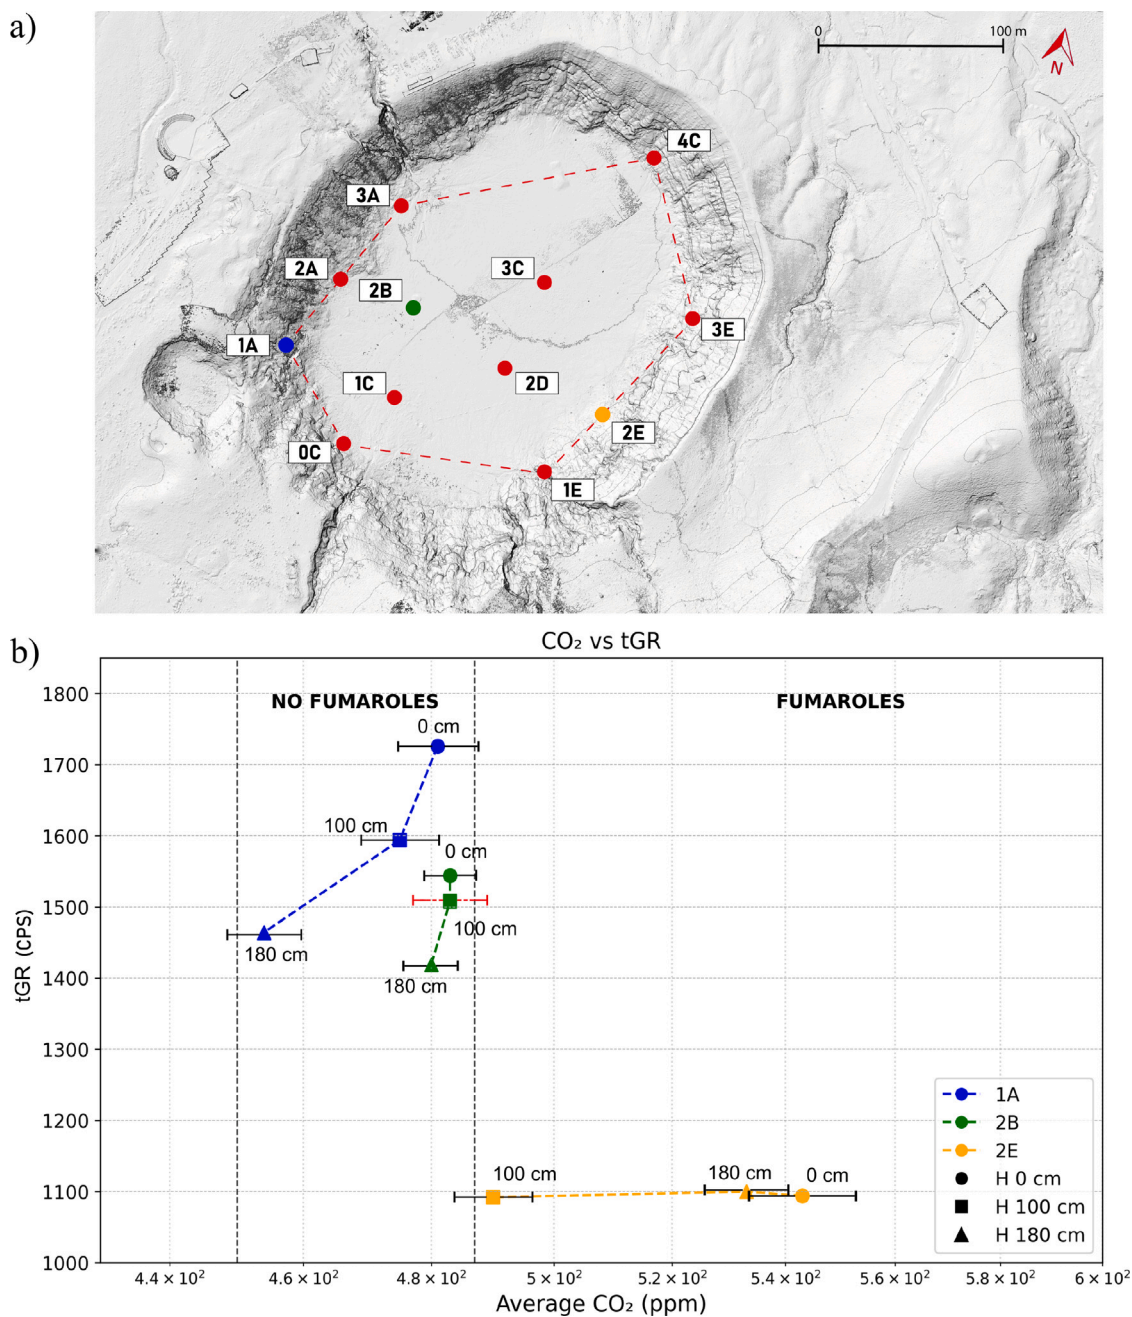 a)
0
100 m
N
4C
3A
2A
3C
2B
1A
3E
1C
2D
2E
0C
1E
b)
CO₂ vs tGR
NO FUMAROLES
FUMAROLES
0 cm
100 cm
180 cm
0 cm
100 cm
180 cm
100 cm
180 cm
0 cm
1800
1700
1600
1500
1400
1300
1200
1100
1000
tGR (CPS)
4.4 × 10²
4.6 × 10²
4.8 × 10²
5 × 10²
5.2 × 10²
5.4 × 10²
5.6 × 10²
5.8 × 10²
6 × 10²
Average CO₂ (ppm)
1A
2B
2E
H 0 cm
H 100 cm
H 180 cm